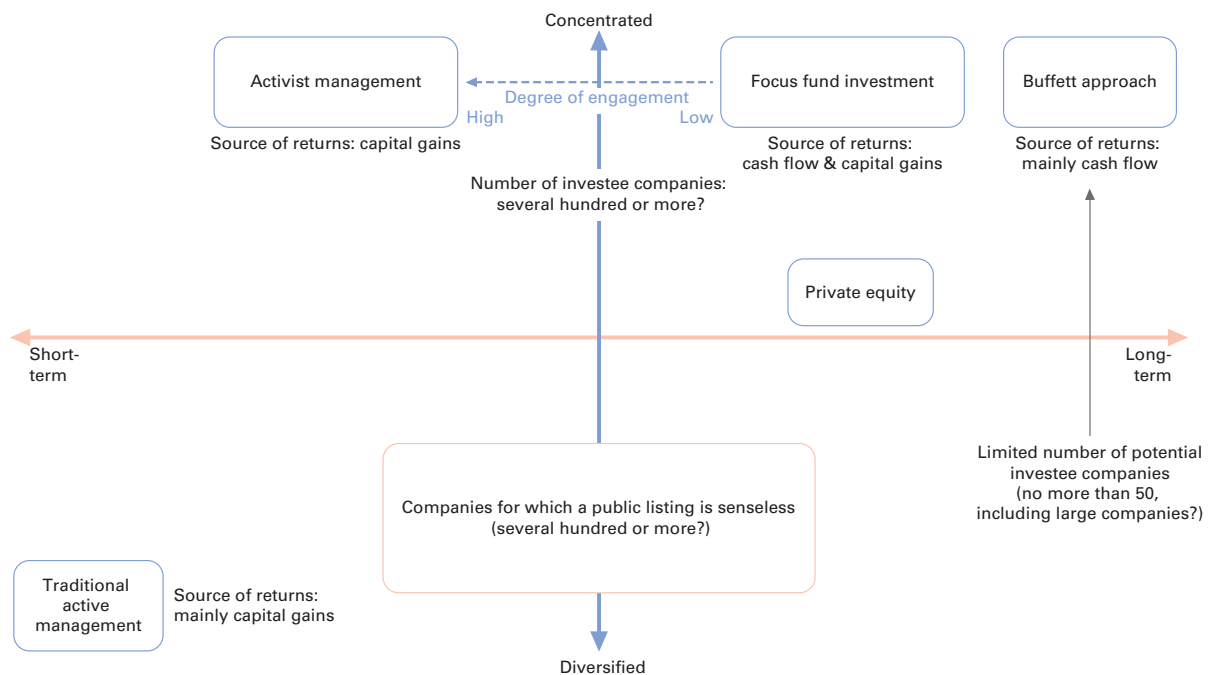 Concentrated
Activist management
Focus fund investment
Buffett approach
Degree of engagement
High
Low
Source of returns: capital gains
Source of returns:
cash flow & capital gains
Source of returns:
mainly cash flow
Number of investee companies:
several hundred or more?
Private equity
Short-
term
Long-
term
Limited number of potential
investee companies
(no more than 50,
including large companies?)
Companies for which a public listing is senseless
(several hundred or more?)
Traditional
active
management
Source of returns:
mainly capital gains
Diversified